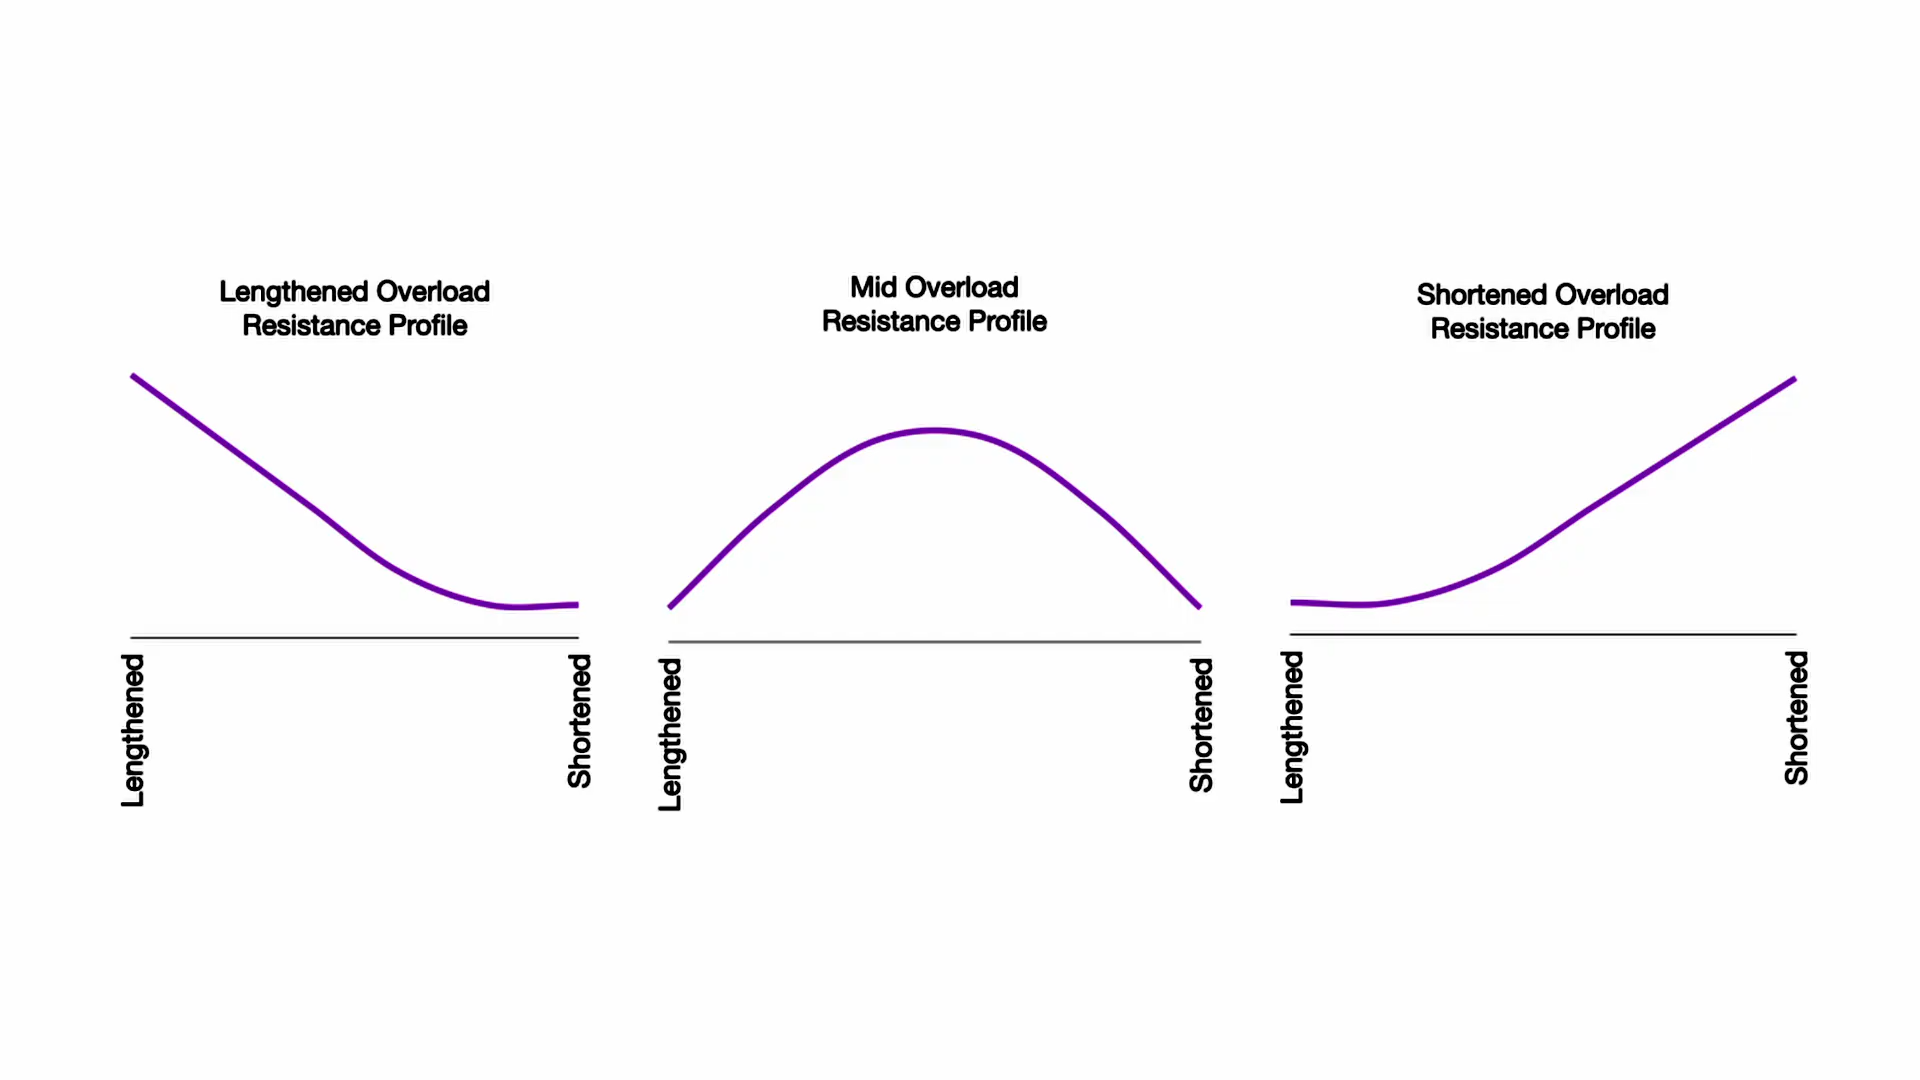 Lengthened Overload
Resistance Profile
Mid Overload
Resistance Profile
Shortened Overload
Resistance Profile
Lengthened
Shortened
Lengthened
Shortened
Lengthened
Shortened